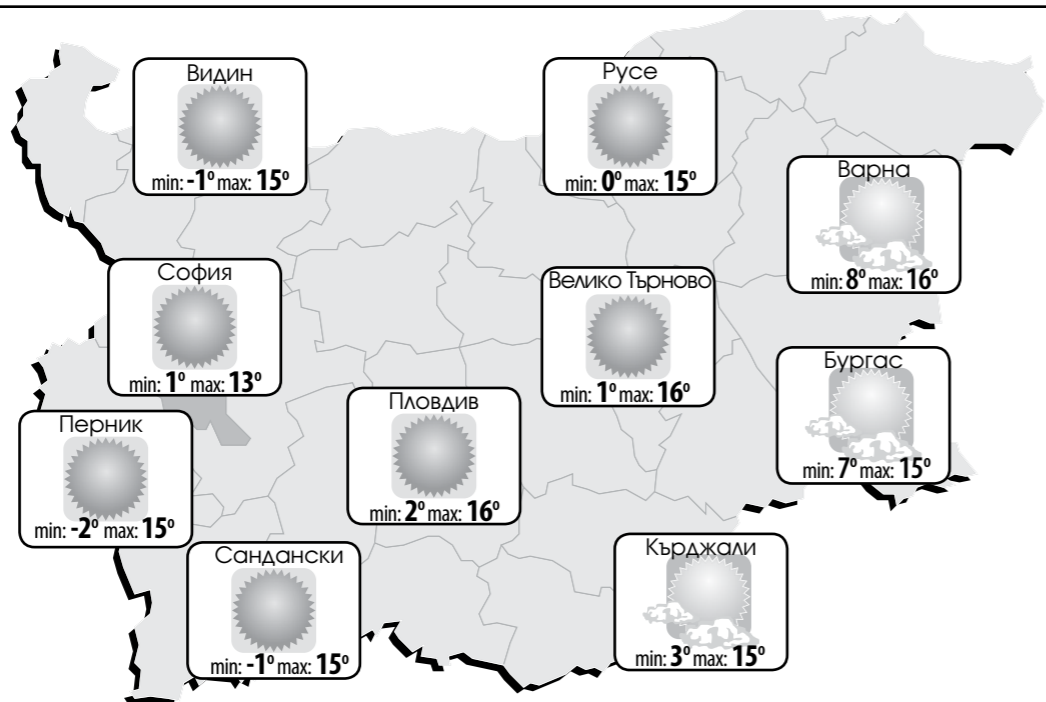 Видин
min: -1° max: 15°
Русе
min: 0° max: 15°
Варна
min: 8° max: 16°
София
min: 1° max: 13°
Велико Търново
min: 1° max: 16°
Бургас
min: 7° max: 15°
Пловдив
min: 2° max: 16°
Перник
min: -2° max: 15°
Сандански
min: -1° max: 15°
Кърджали
min: 3° max: 15°